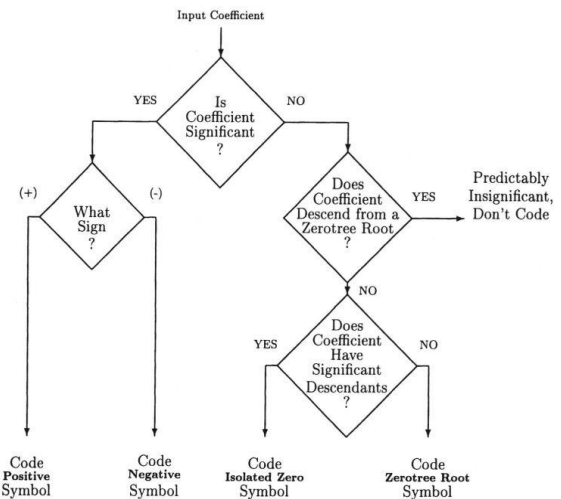 Input Coefficient
Is
Coefficient
Significant
?
YES
NO
What
Sign
?
(+)
(-)
Does
Coefficient
Descend from a
Zerotree Root
?
YES
Predictably
Insignificant,
Don't Code
NO
Does
Coefficient
Have
Significant
Descendants
?
YES
NO
Code
Positive
Symbol
Code
Negative
Symbol
Code
Isolated Zero
Symbol
Code
Zerotree Root
Symbol